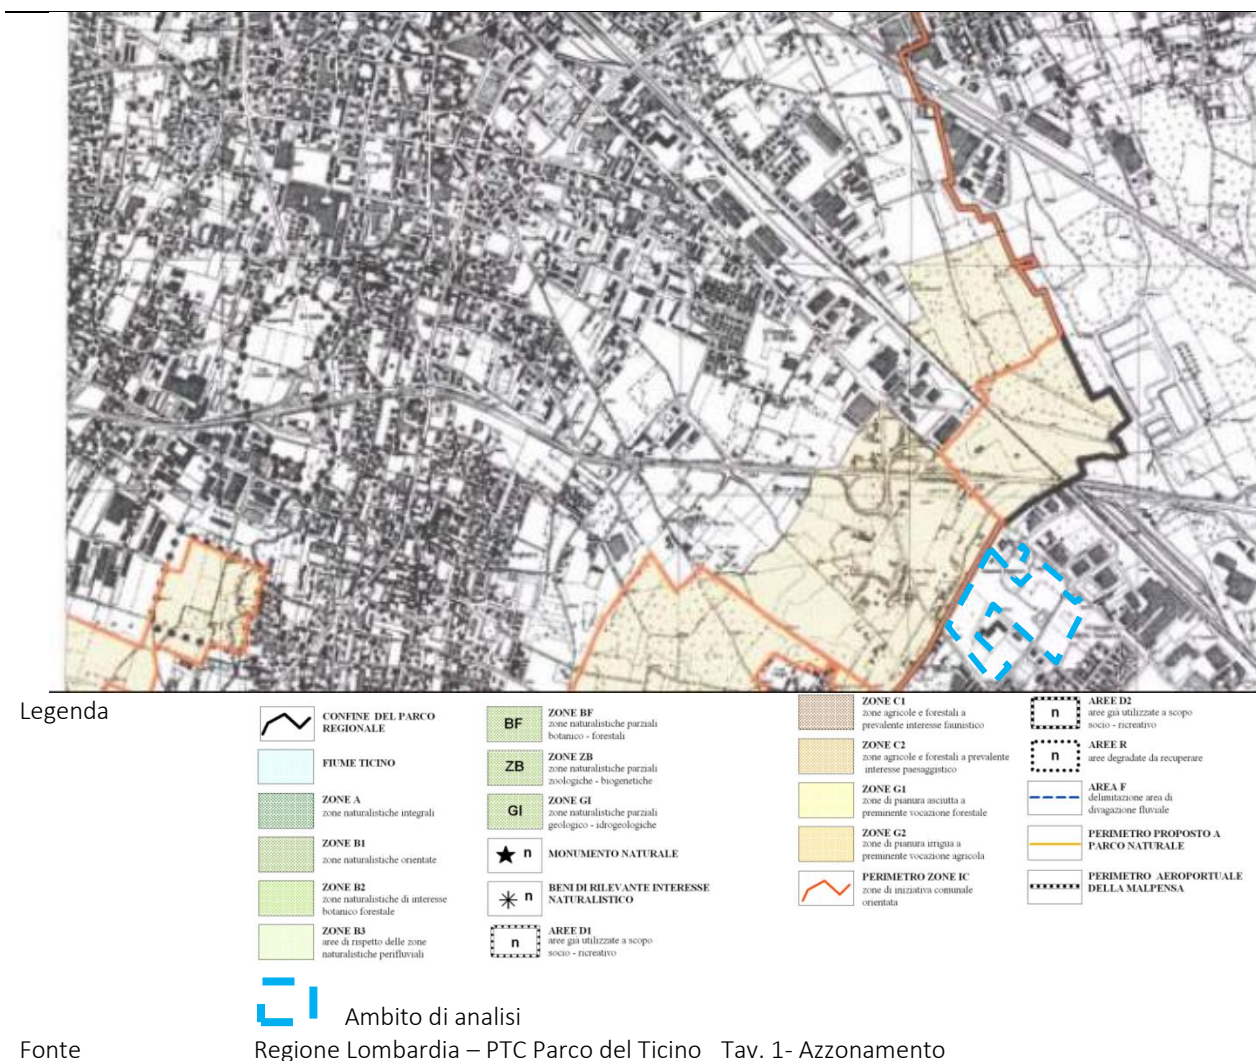 Legenda
CONFINE DEL PARCO
REGIONALE
FIUME TICINO
ZONE A
zone naturalistiche integrali
ZONE B1
zone naturalistiche orientate
ZONE B2
zone naturalistiche di interesse
botanico forestale
ZONE B3
aree di rispetto delle zone
naturalistiche perifluviali
BF
ZONE BF
zone naturalistiche parziali
botanico - forestali
ZB
ZONE ZB
zone naturalistiche parziali
zoologiche - biogenetiche
GI
ZONE GI
zone naturalistiche parziali
geologico - idrogeologiche
n
MONUMENTO NATURALE
n
BENI DI RILEVANTE INTERESSE
NATURALISTICO
n
AREE D1
aree già utilizzate a scopo
socio - ricreativo
ZONE C1
zone agricole e forestali a
prevalente interesse faunistico
ZONE C2
zone agricole e forestali a prevalente
interesse paesaggistico
ZONE G1
zone di pianura asciutta a
preminente vocazione forestale
ZONE G2
zone di pianura irrigua a
preminente vocazione agricola
PERIMETRO ZONE IC
zone di iniziativa comunale
orientata
n
AREE D2
aree già utilizzate a scopo
socio - ricreativo
n
AREE R
aree degradate da recuperare
AREA F
delimitazione area di
divagazione fluviale
PERIMETRO PROPOSTO A
PARCO NATURALE
PERIMETRO AEROPORTUALE
DELLA MALPENSA
Ambito di analisi
Fonte
Regione Lombardia – PTC Parco del Ticino Tav. 1- Azzonamento